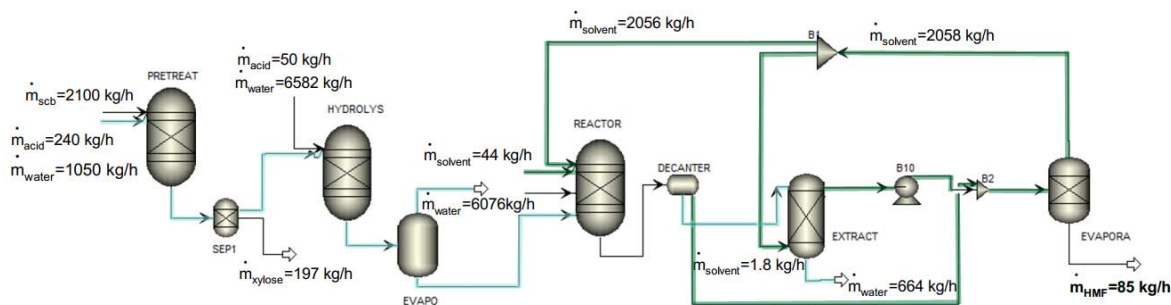 ṁsolvent=2056 kg/h
B1
ṁsolvent=2058 kg/h
ṁacid=50 kg/h
ṁwater=6582 kg/h
PRETREAT
ṁscb=2100 kg/h
HYDROLYS
REACTOR
ṁacid=240 kg/h
ṁwater=1050 kg/h
ṁsolvent=44 kg/h
DECANTER
B10
B2
ṁwater=6076kg/h
SEP1
EXTRACT
EVAPORA
ṁxylose=197 kg/h
ṁsolvent=1.8 kg/h
ṁwater=664 kg/h
ṁHMF=85 kg/h
EVAPO